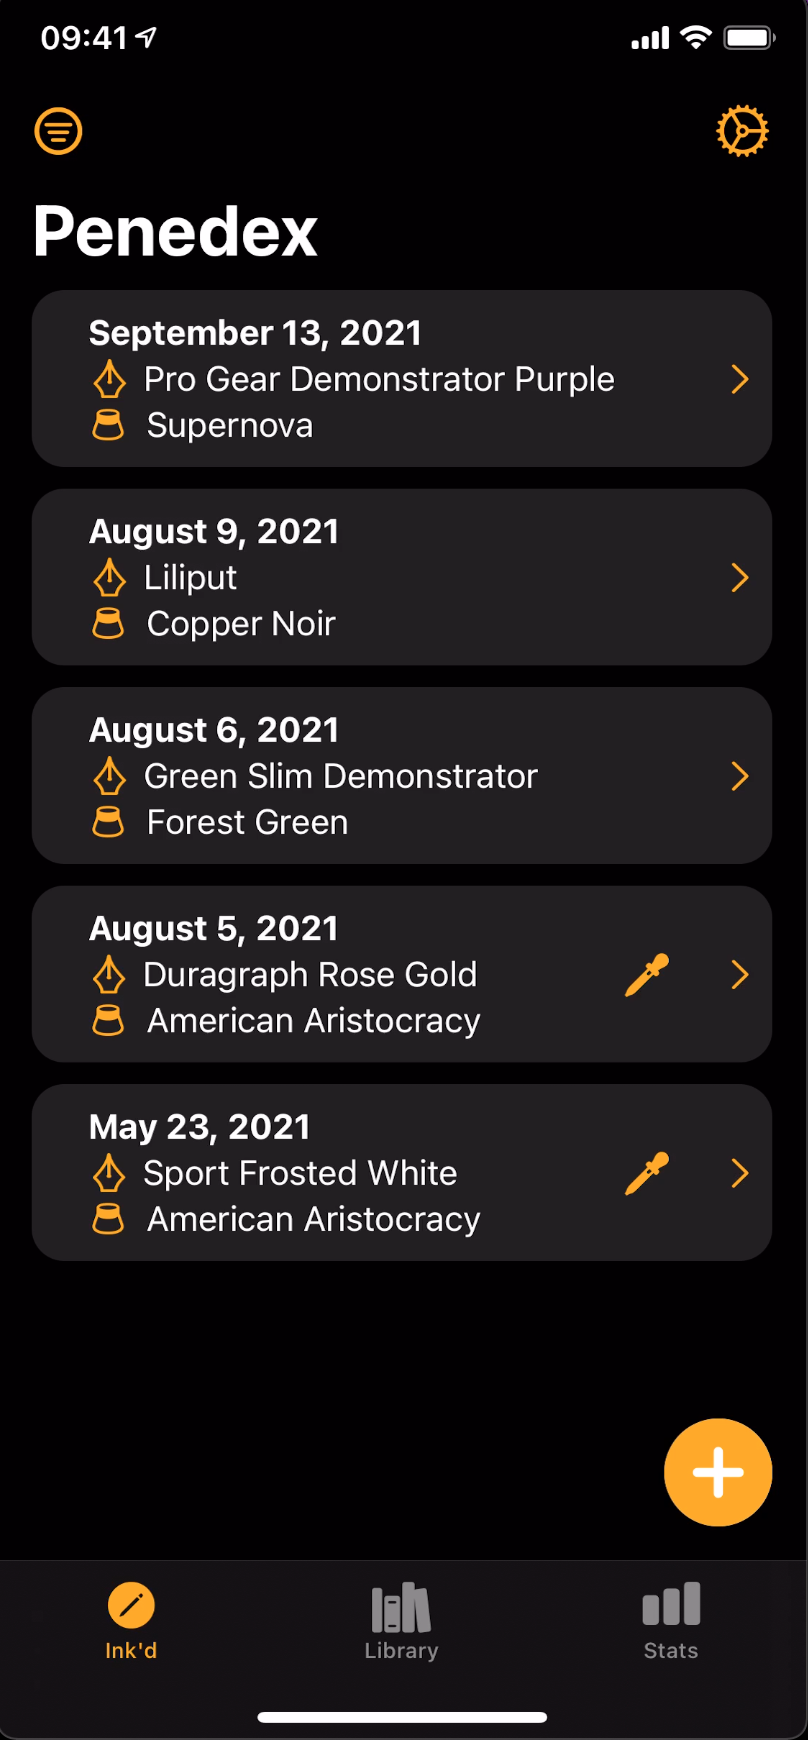 09:41
Penedex
September 13, 2021
Pro Gear Demonstrator Purple
Supernova
August 9, 2021
Liliput
Copper Noir
August 6, 2021
Green Slim Demonstrator
Forest Green
August 5, 2021
Duragraph Rose Gold
American Aristocracy
May 23, 2021
Sport Frosted White
American Aristocracy
Ink'd
Library
Stats